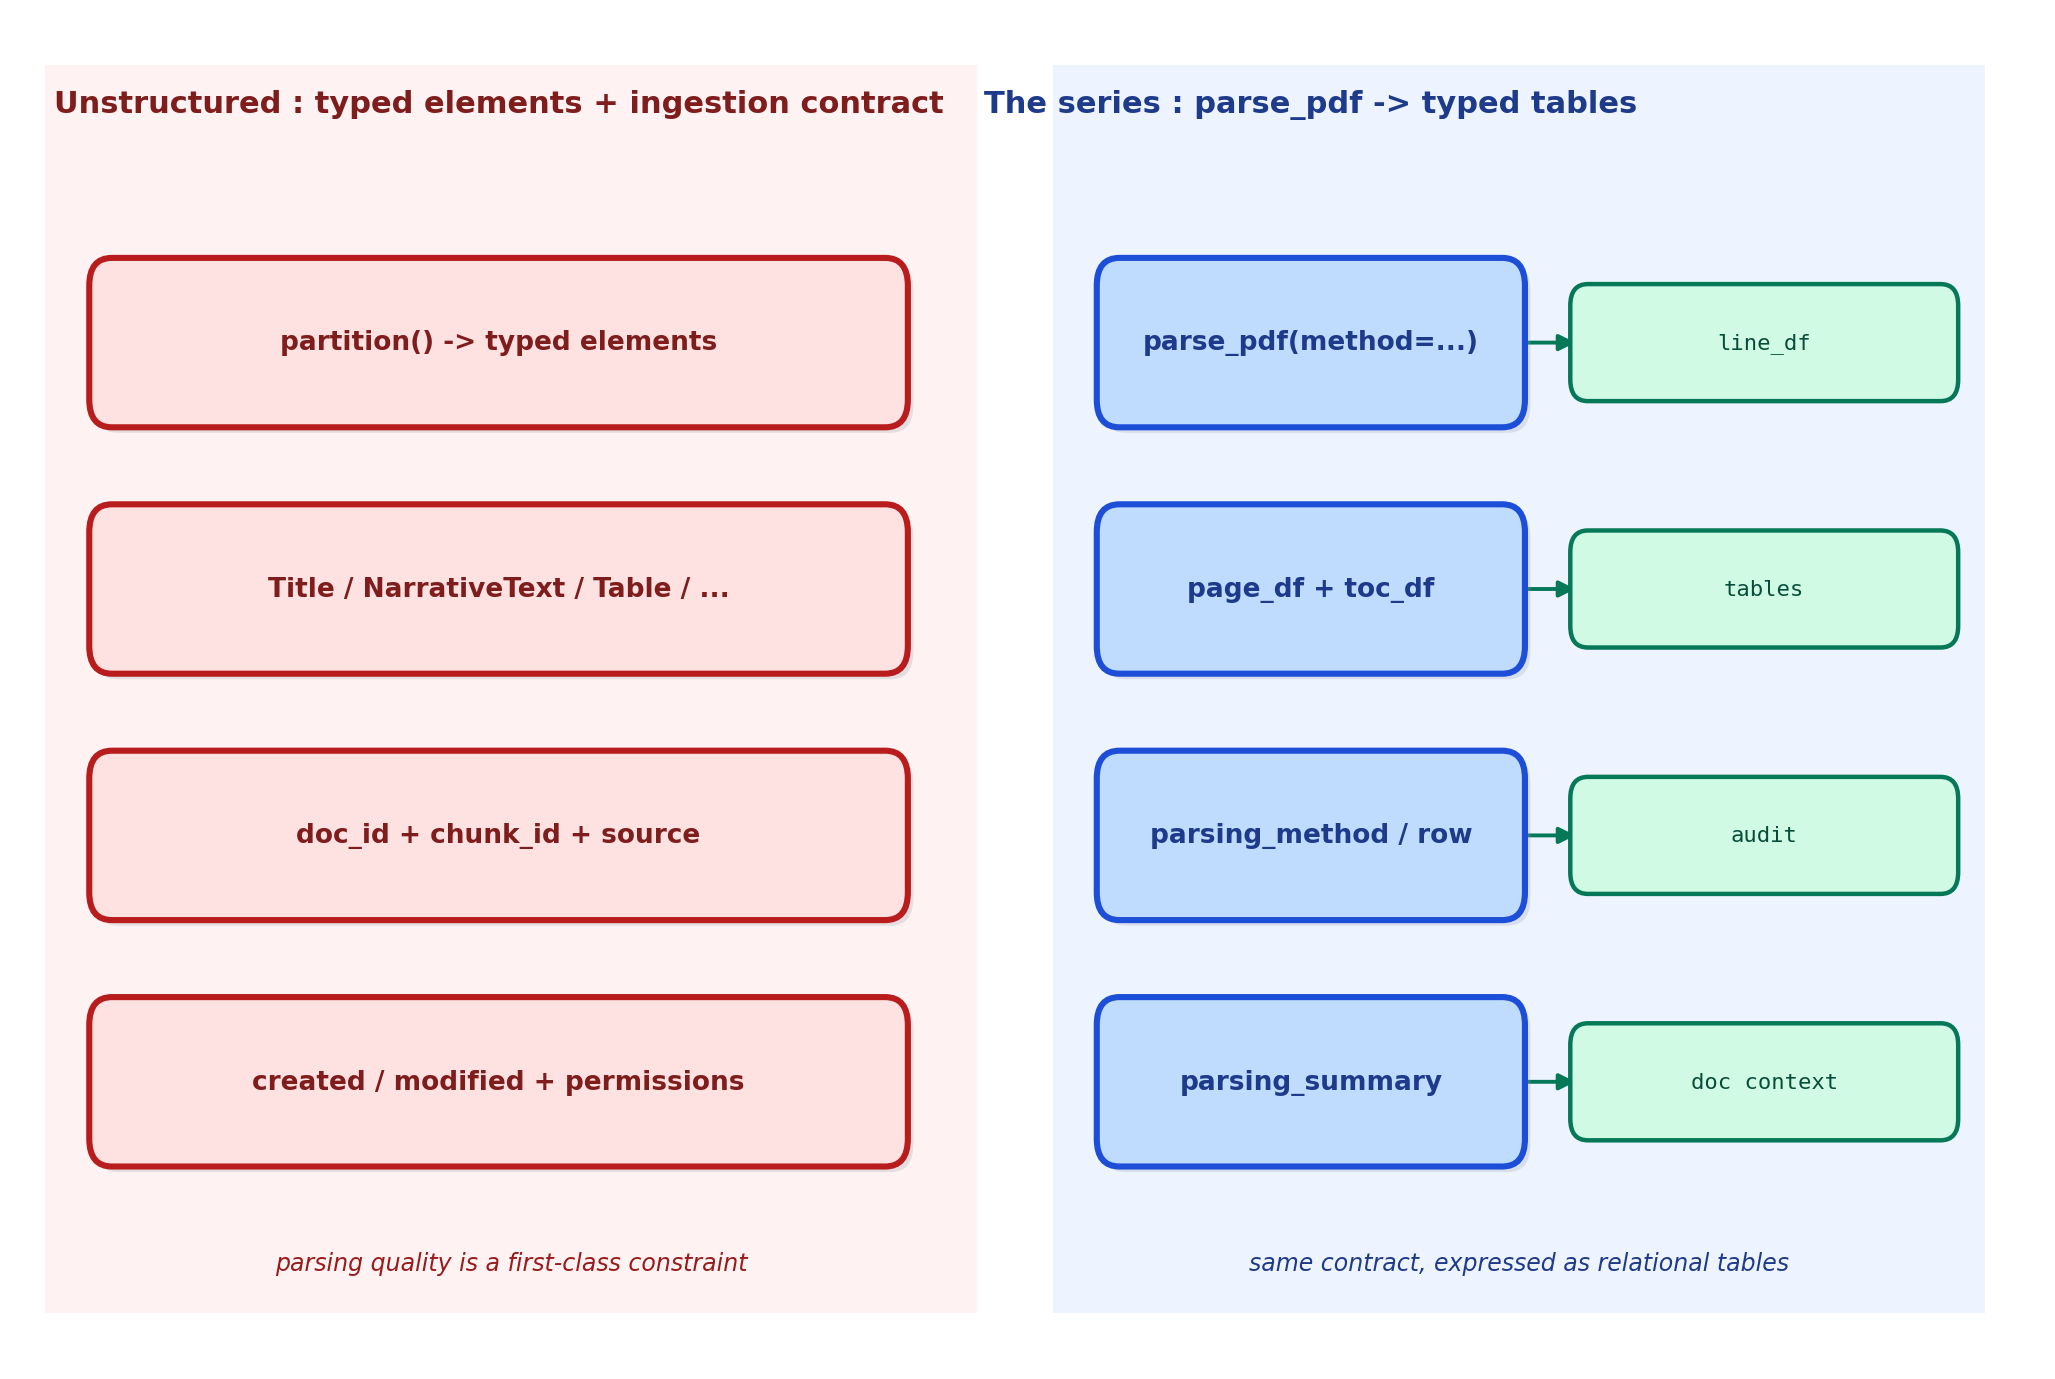 Unstructured : typed elements + ingestion contract
partition() -> typed elements
Title / NarrativeText / Table / ...
doc_id + chunk_id + source
created / modified + permissions
parsing quality is a first-class constraint
The series : parse_pdf -> typed tables
parse_pdf(method=...)
line_df
page_df + toc_df
tables
parsing_method / row
audit
parsing_summary
doc context
same contract, expressed as relational tables